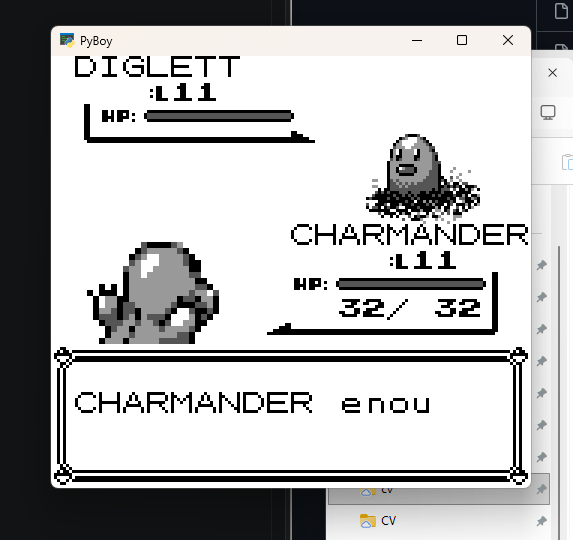 PyBoy
DIGLETT
:L11
HP:
CHARMANDER
:L11
HP:
32/ 32
CHARMANDER enou
CV
CV